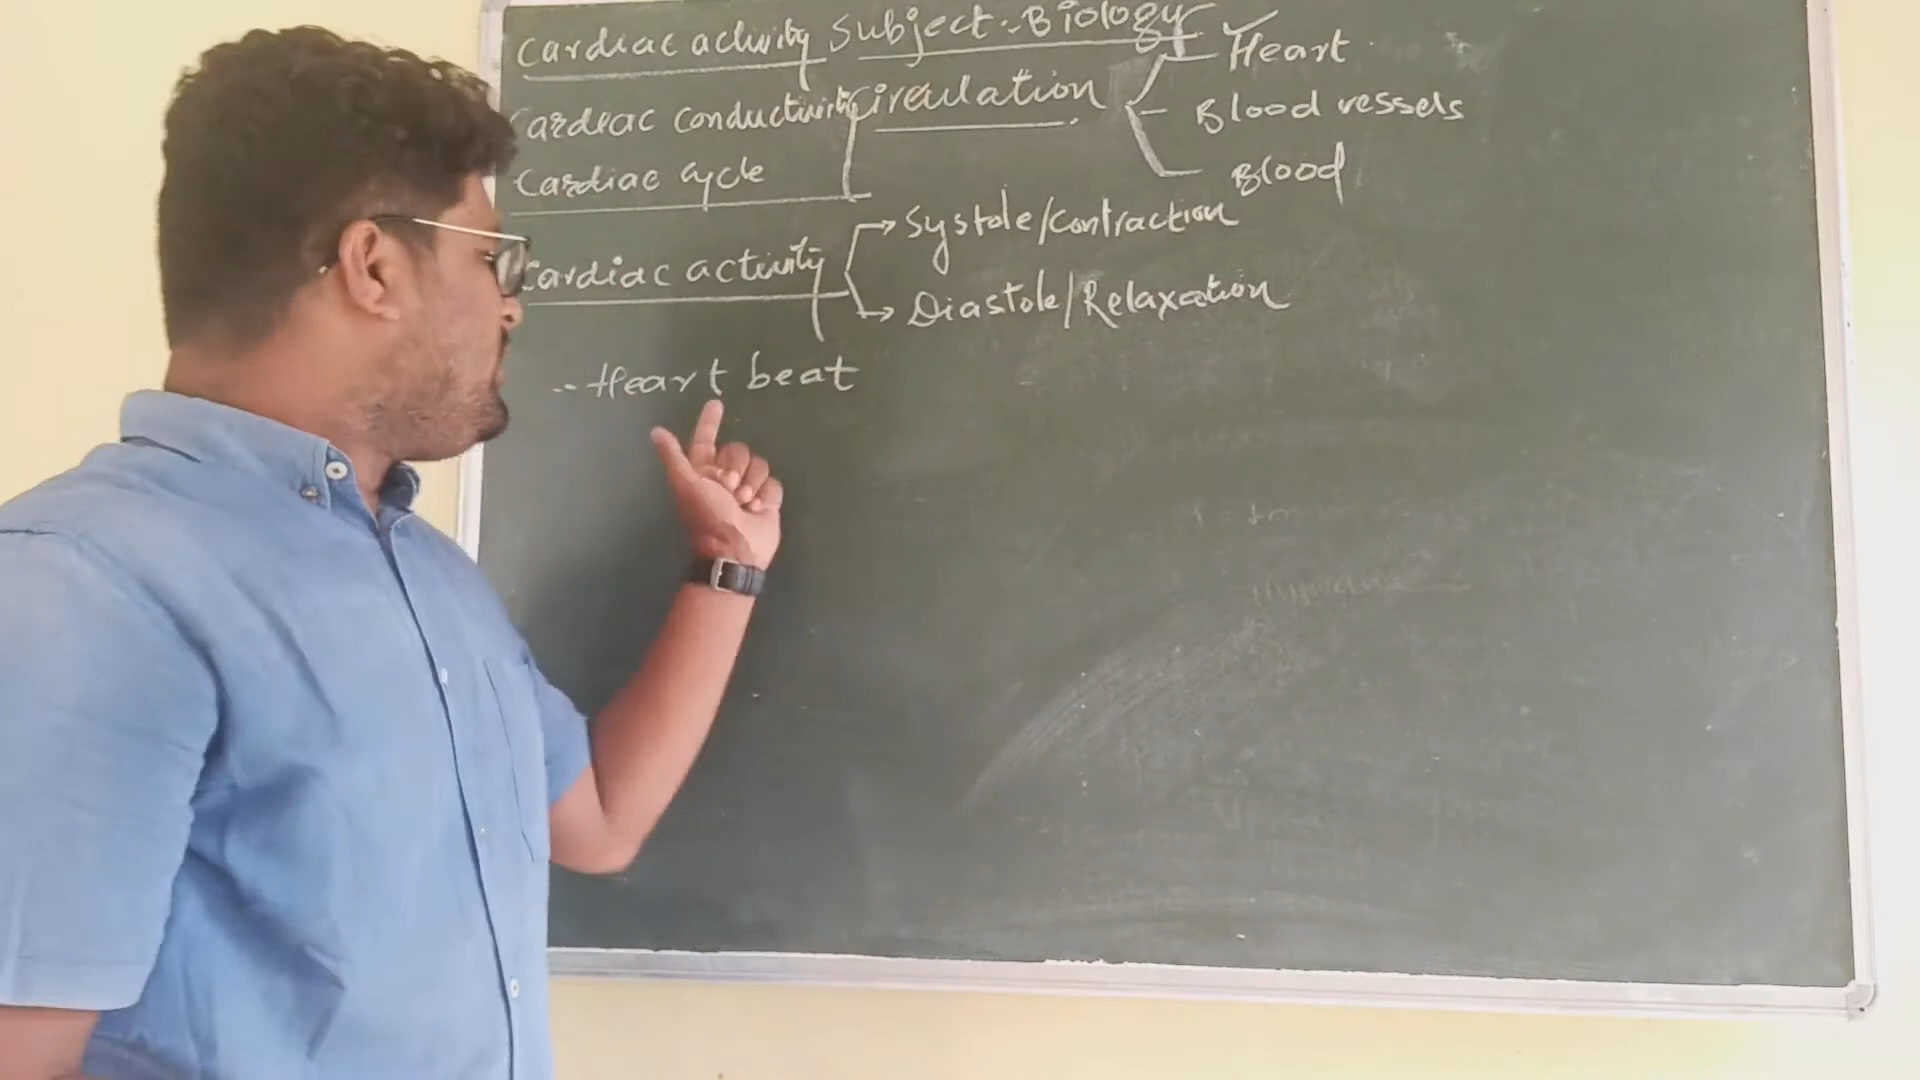 Cardiac activity Subject:-Biology
Heart
Cardiac conductivity Circulation
Blood vessels
Cardiac cycle
Blood
Systole/Contraction
Cardiac activity
Diastole/Relaxation
Heart beat